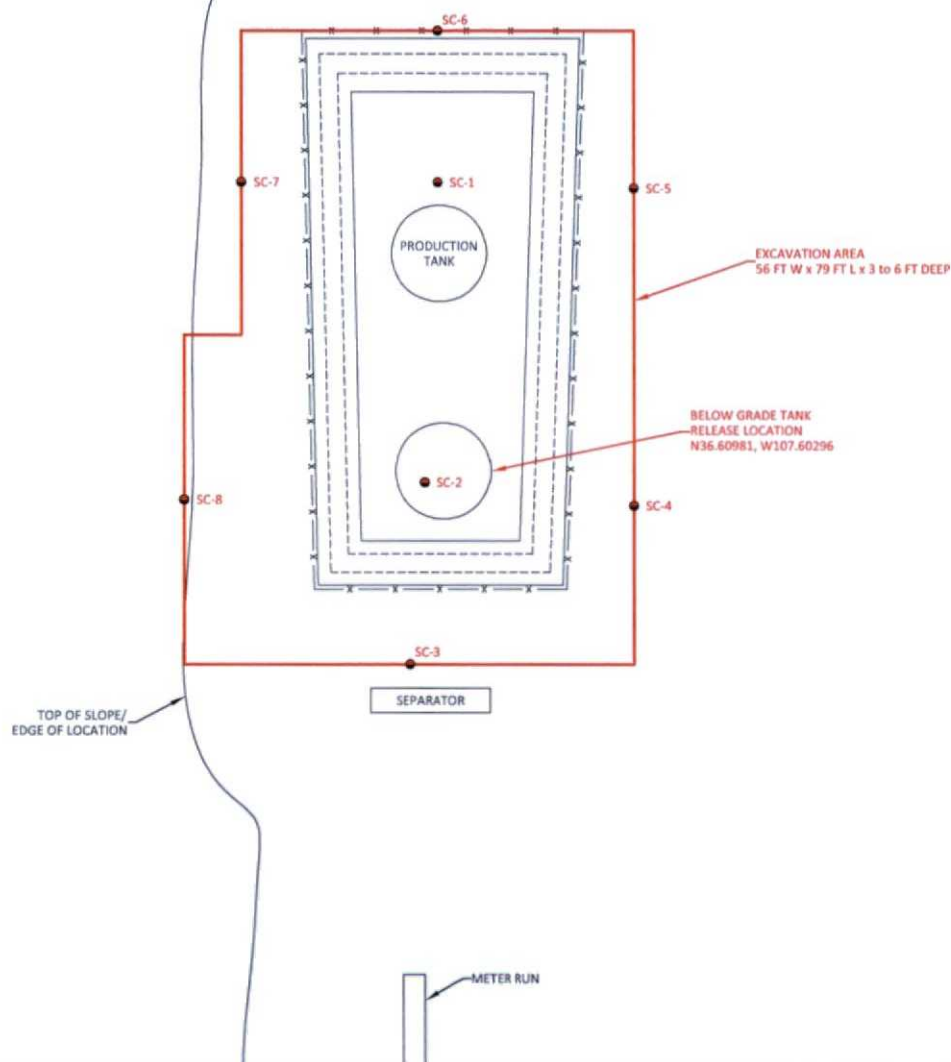 SC-6
SC-7
SC-1
SC-5
PRODUCTION
TANK
EXCAVATION AREA
56 FT W x 79 FT L x 3 to 6 FT DEEP
BELOW GRADE TANK
RELEASE LOCATION
N36.60981, W107.60296
SC-2
SC-8
SC-4
SC-3
SEPARATOR
TOP OF SLOPE/
EDGE OF LOCATION
METER RUN